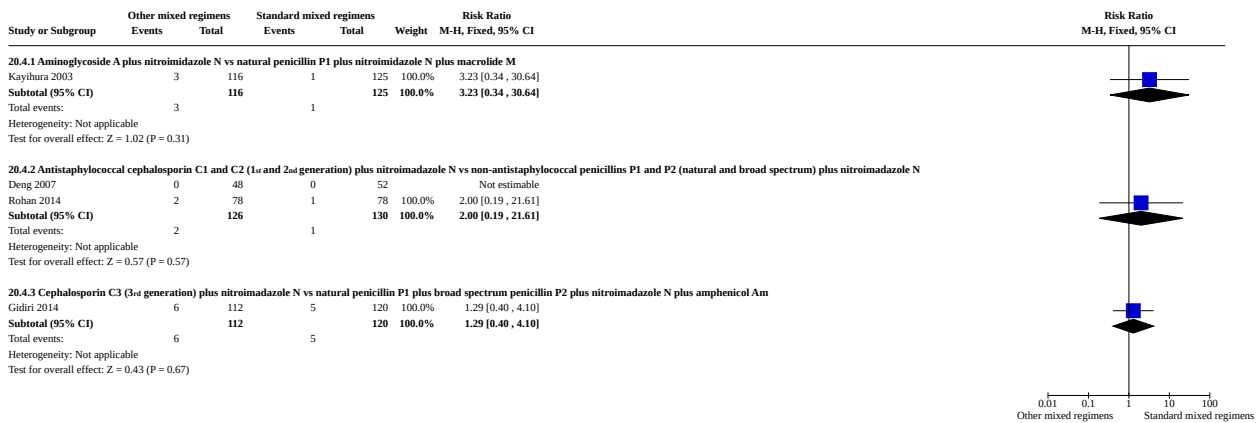 Other mixed regimens Standard mixed regimens Risk Ratio Risk Ratio
Study or Subgroup Events Total Events Total Weight M-H, Fixed, 95% CI M-H, Fixed, 95% CI
20.4.1 Aminoglycoside A plus nitroimidazole N vs natural penicillin P1 plus nitroimidazole N plus macrolide M
Kayihura 2003 3 116 1 125 100.0% 3.23 [0.34 , 30.64]
Subtotal (95% CI) 116 125 100.0% 3.23 [0.34 , 30.64]
Total events: 3 1
Heterogeneity: Not applicable
Test for overall effect: Z = 1.02 (P = 0.31)
20.4.2 Antistaphylococcal cephalosporin C1 and C2 (1st and 2nd generation) plus nitroimadazole N vs non-antistaphylococcal penicillins P1 and P2 (natural and broad spectrum) plus nitroimadazole N
Deng 2007 0 48 0 52 Not estimable
Rohan 2014 2 78 1 78 100.0% 2.00 [0.19 , 21.61]
Subtotal (95% CI) 126 130 100.0% 2.00 [0.19 , 21.61]
Total events: 2 1
Heterogeneity: Not applicable
Test for overall effect: Z = 0.57 (P = 0.57)
20.4.3 Cephalosporin C3 (3rd generation) plus nitroimadazole N vs natural penicillin P1 plus broad spectrum penicillin P2 plus nitroimadazole N plus amphenicol Am
Gidiri 2014 6 112 5 120 100.0% 1.29 [0.40 , 4.10]
Subtotal (95% CI) 112 120 100.0% 1.29 [0.40 , 4.10]
Total events: 6 5
Heterogeneity: Not applicable
Test for overall effect: Z = 0.43 (P = 0.67)
0.01 0.1 1 10 100
Other mixed regimens Standard mixed regimens